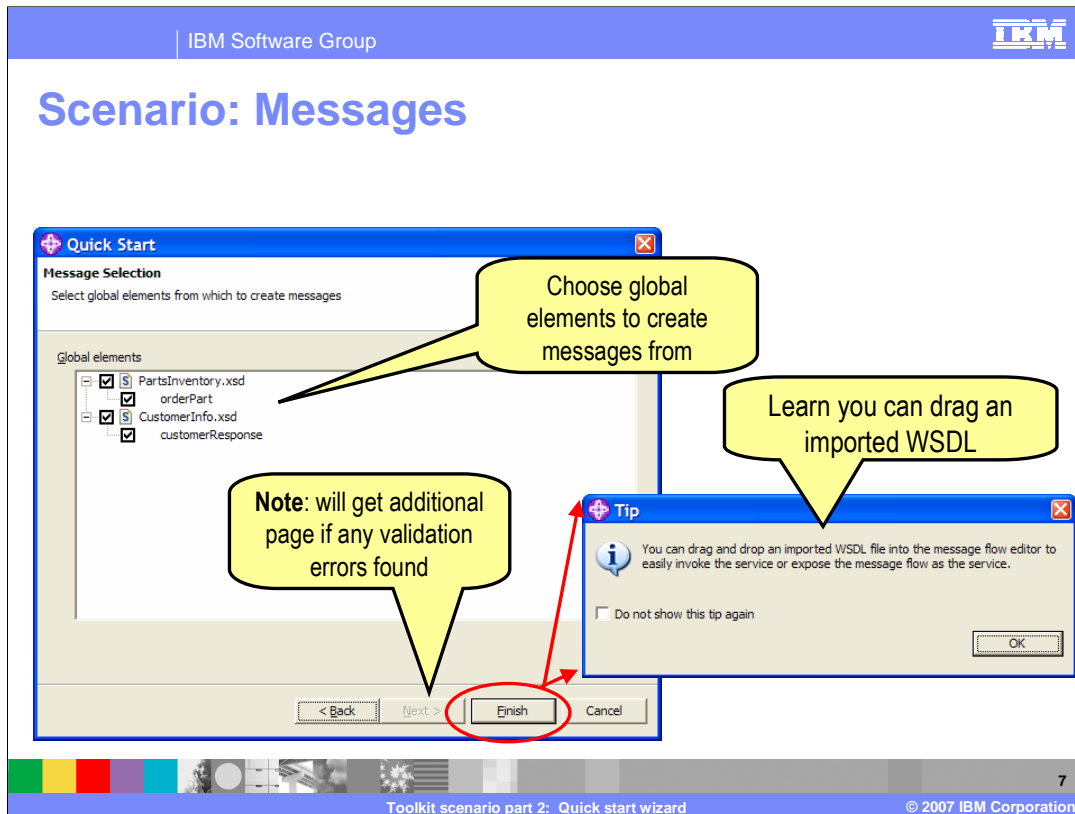 IBM Software Group
IBM
Scenario: Messages
Quick Start
Message Selection
Select global elements from which to create messages
Choose global
elements to create
messages from
Global elements
S PartsInventory.xsd
orderPart
S CustomerInfo.xsd
customerResponse
Learn you can drag an
imported WSDL
Note: will get additional
page if any validation
errors found
Tip
You can drag and drop an imported WSDL file into the message flow editor to
easily invoke the service or expose the message flow as the service.
Do not show this tip again
OK
< Back
Next >
Finish
Cancel
7
Toolkit scenario part 2: Quick start wizard
© 2007 IBM Corporation